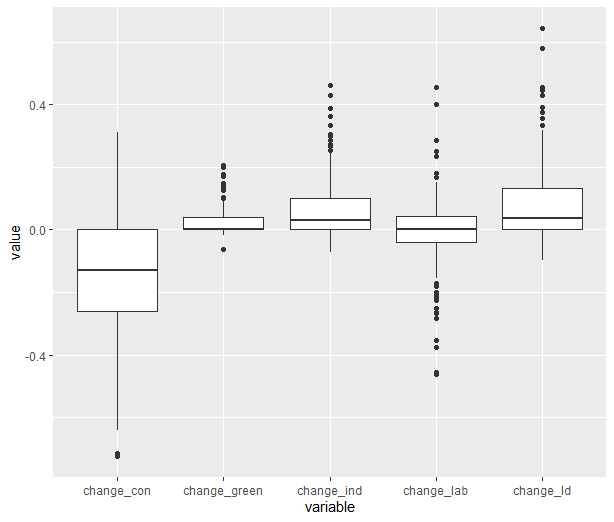 value
0.4
0.0
-0.4
change_con change_green change_ind change_lab change_ld
variable